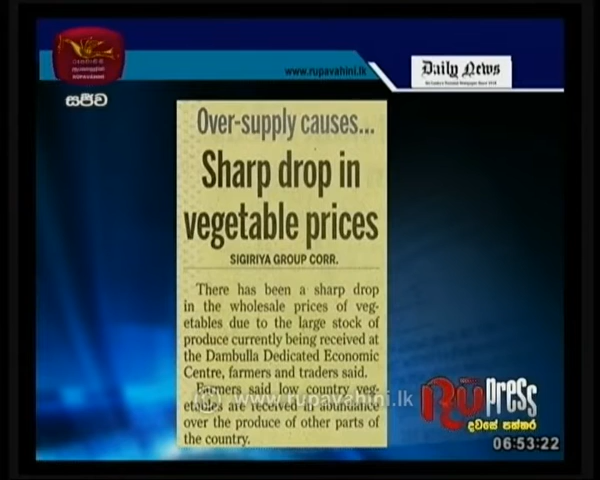 www.rupavahini.lk
Daily News
සජීව
Over-supply causes...
Sharp drop in
vegetable prices
SIGIRIYA GROUP CORR.
There has been a sharp drop
in the wholesale prices of veg-
etables due to the large stock of
produce currently being received at
the Dambulla Dedicated Economic
Centre, farmers and traders said.
Farmers said low country veg-
etables are received in abundance
over the produce of other parts of
the country.
© www.rupavahini.lk
Ru Press
දවසේ පත්තර
06:53:22